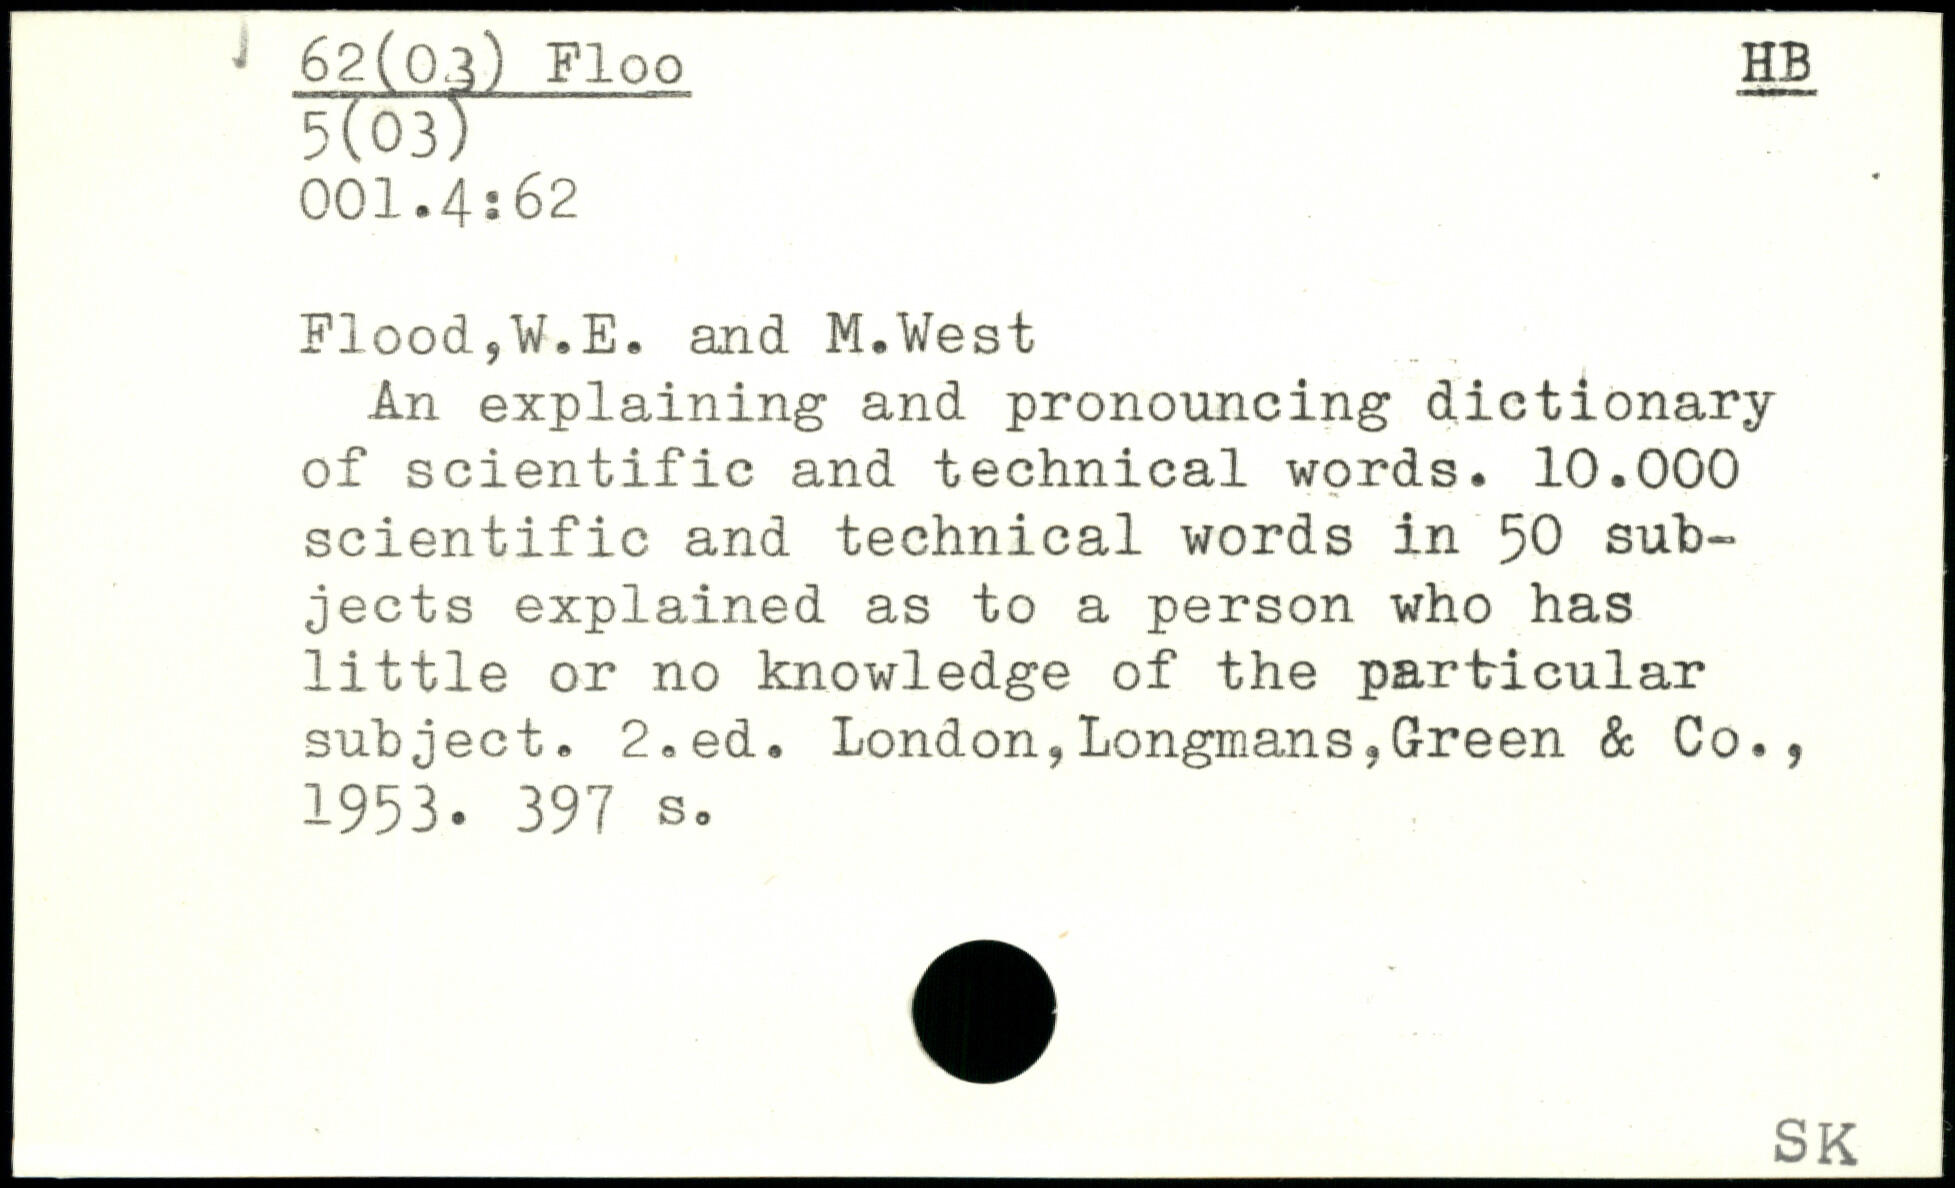 62(03) Floo HB
5(03)
001.4:62
Flood,W.E. and M.West
An explaining and pronouncing dictionary
of scientific and technical words. 10.000
scientific and technical words in 50 sub-
jects explained as to a person who has
little or no knowledge of the particular
subject. 2.ed. London,Longmans,Green & Co.,
1953. 397 s.
SK